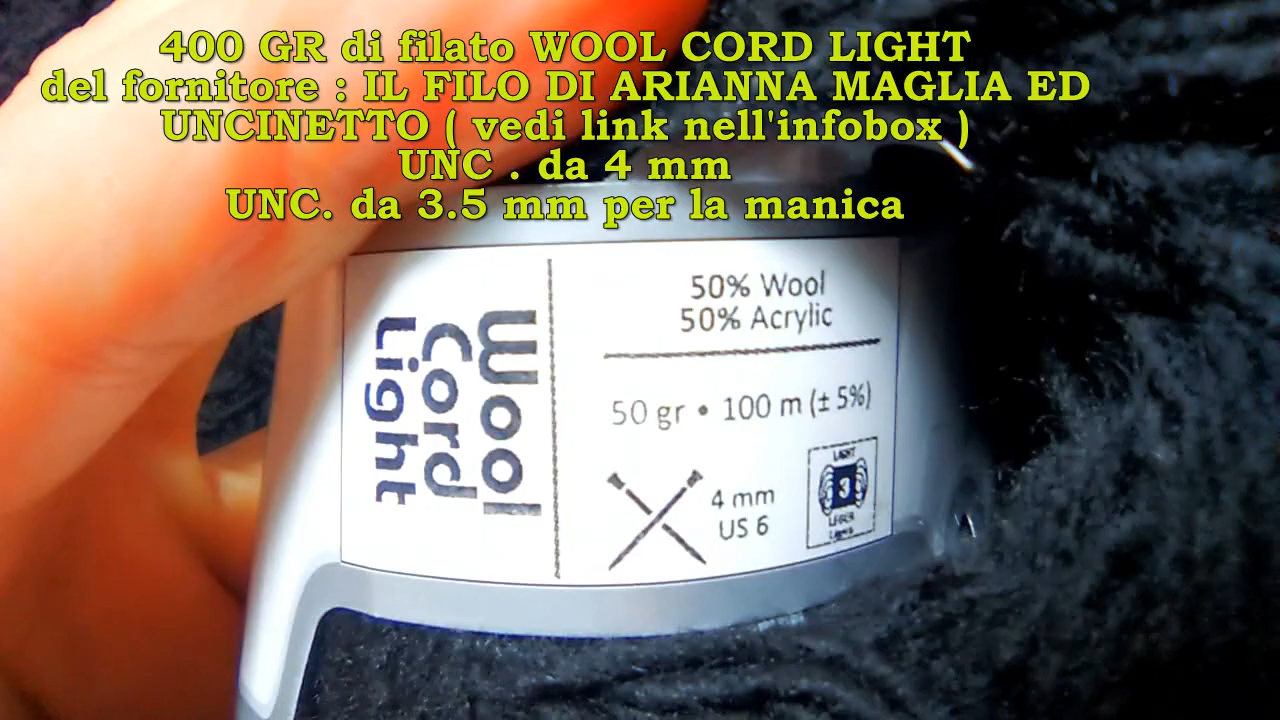 400 GR di filato WOOL CORD LIGHT
del fornitore : IL FILO DI ARIANNA MAGLIA ED
UNCINETTO ( vedi link nell'infobox )
UNC . da 4 mm
UNC. da 3.5 mm per la manica
Wool
Cord
Light
50% Wool
50% Acrylic
50 gr • 100 m (± 5%)
4 mm
US 6
LIGHT
3